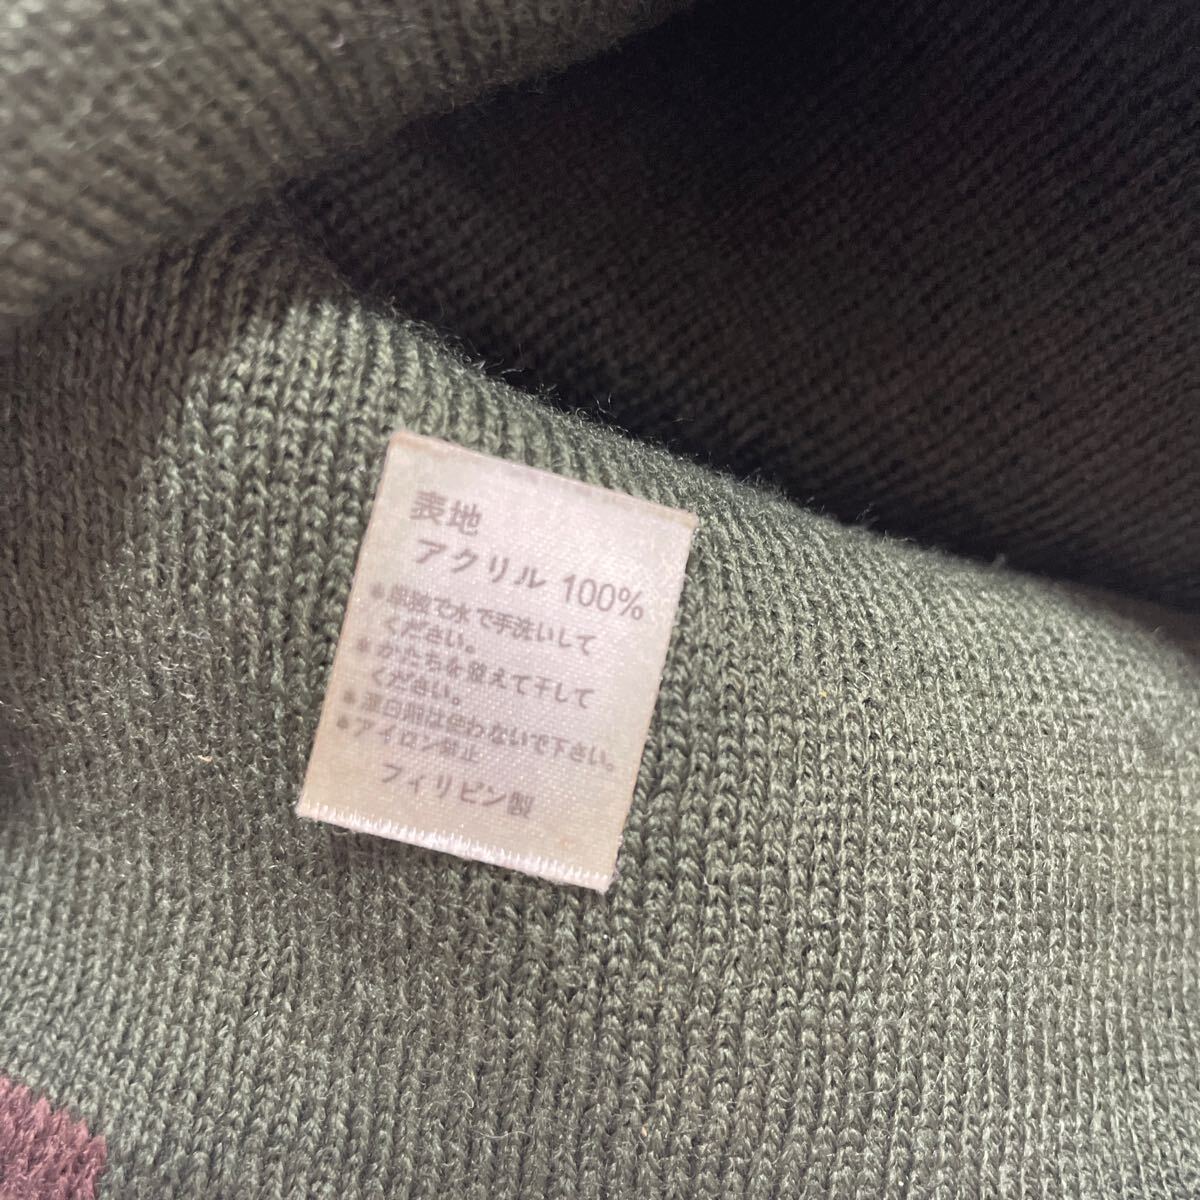 表地
アクリル 100%
*単独で水で手洗いして
ください。
*かたちを整えて干して
ください。
*漂白剤は使わないで下さい。
*アイロン禁止
フィリピン製